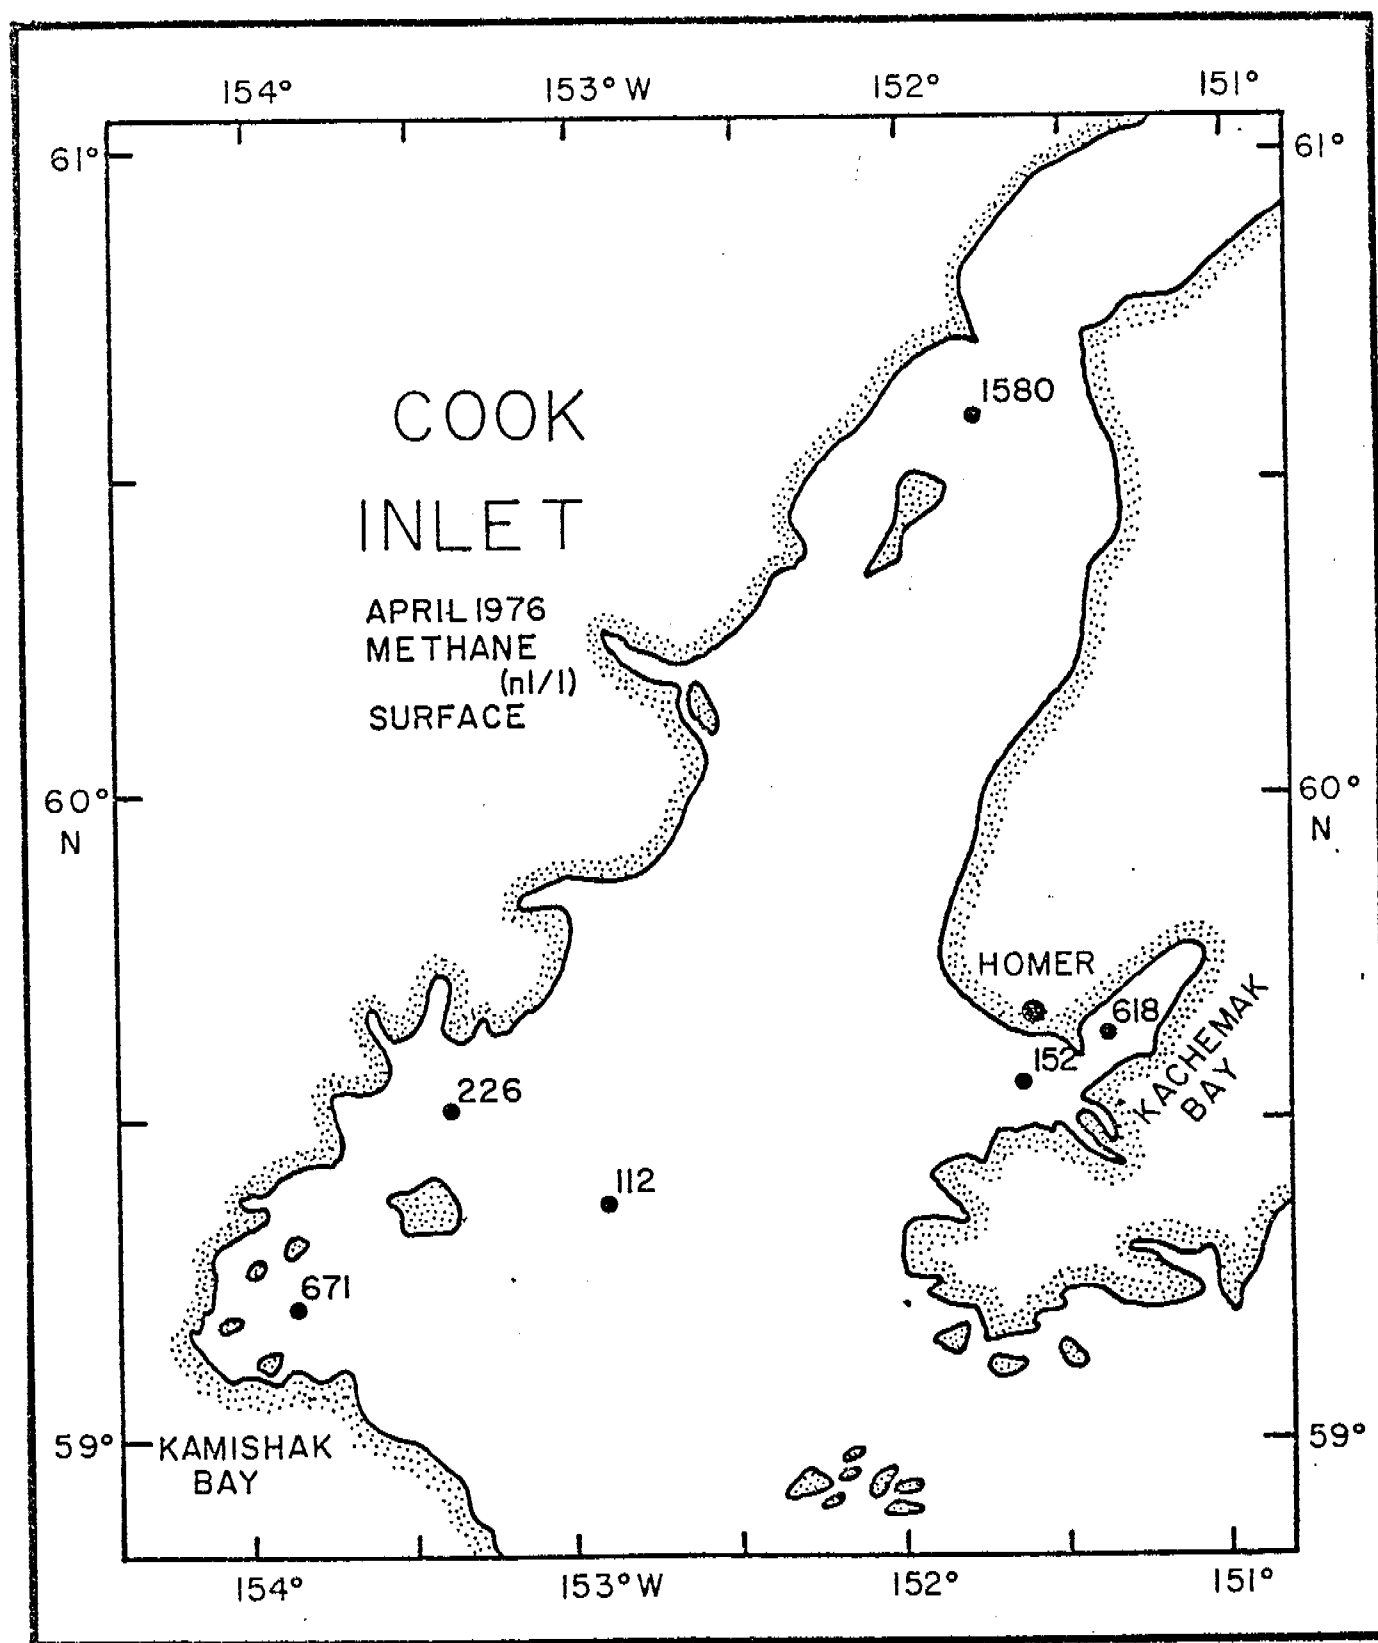 154° 153° W 152° 151°
61° 61°
1580
COOK
INLET
APRIL 1976
METHANE
(nl/l)
SURFACE
60° 60°
N N
HOMER
618
152
KACHEMAK
BAY
226
112
671
59° 59°
KAMISHAK
BAY
154° 153° W 152° 151°